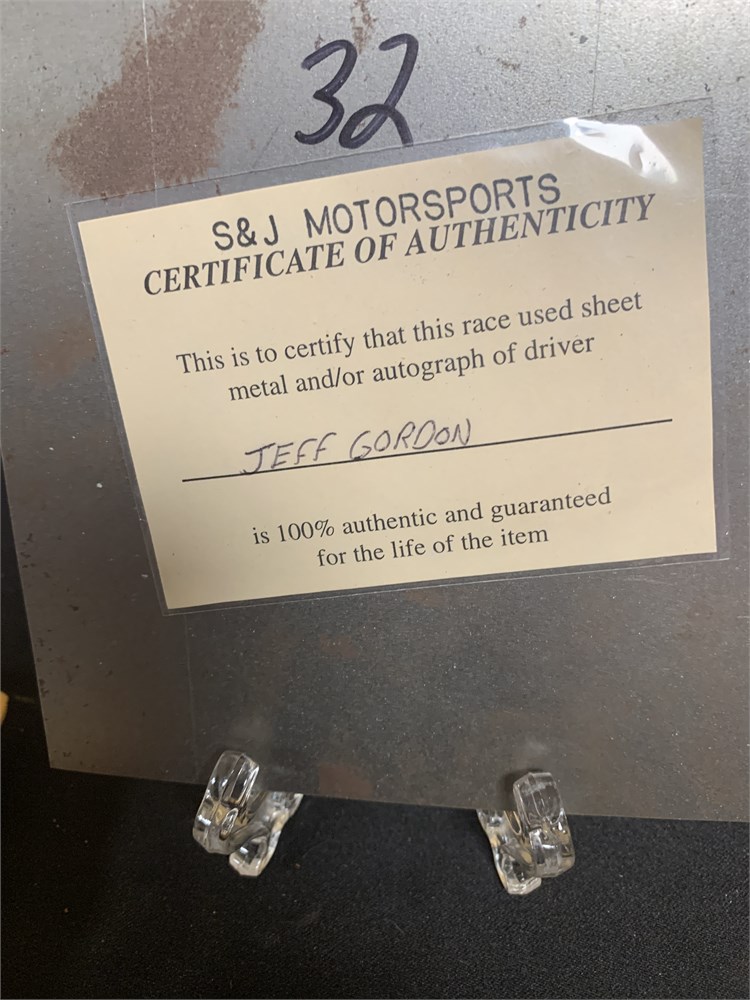 32
S&J MOTORSPORTS
CERTIFICATE OF AUTHENTICITY
This is to certify that this race used sheet
metal and/or autograph of driver
JEFF GORDON
is 100% authentic and guaranteed
for the life of the item